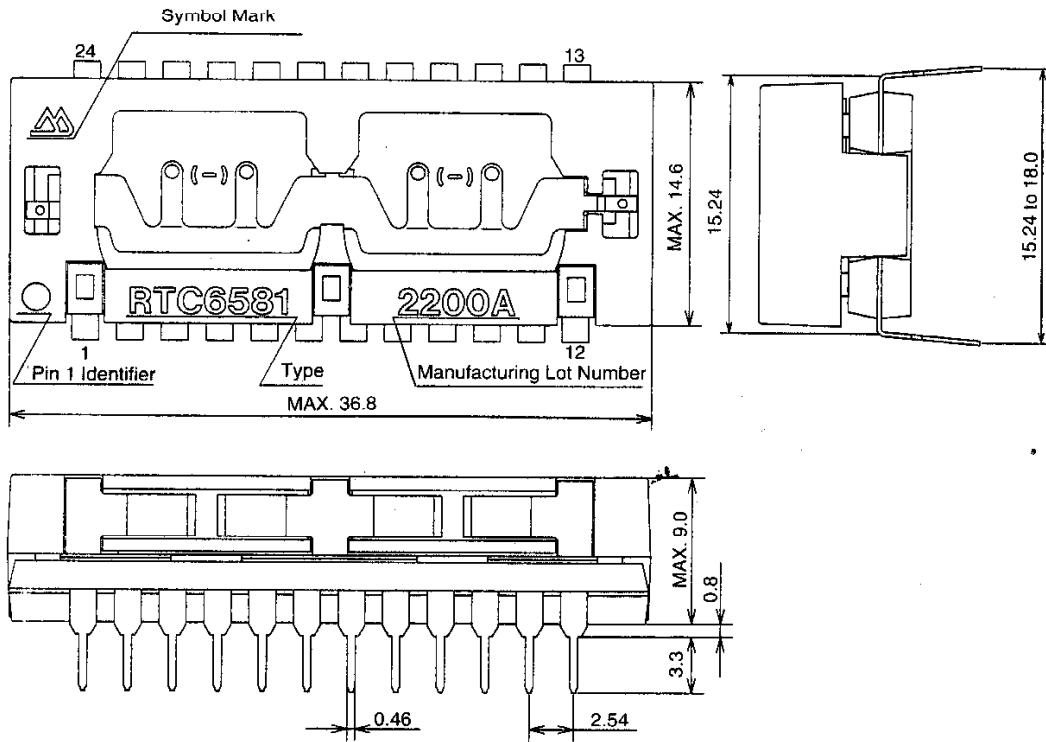 Symbol Mark
24
13
(-)
(-)
RTC6581
2200A
1
12
Pin 1 Identifier
Type
Manufacturing Lot Number
MAX. 36.8
MAX. 14.6
15.24
15.24 to 18.0
MAX. 9.0
0.8
3.3
0.46
2.54